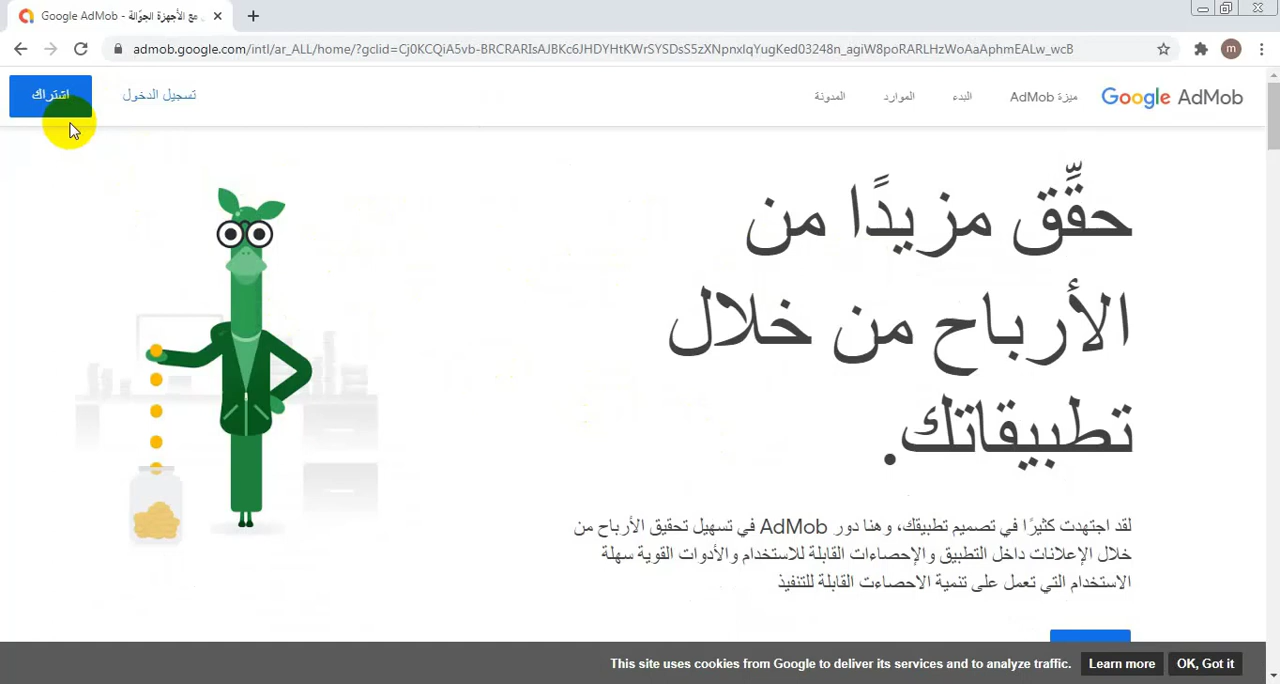 Google AdMob - مع الأجهزة الجوّالة
admob.google.com/intl/ar_ALL/home/?gclid=Cj0KCQiA5vb-BRCRARIsAJBKc6JHDYHtKWrSYSDsS5zXNpnxlqYugKed03248n_agiW8poRARLHzWoAaAphmEALw_wcB
m
Google AdMob
ميزة AdMob
البدء
الموارد
المدونة
تسجيل الدخول
اشتراك
حقِّق مزيدًا من
الأرباح من خلال
تطبيقاتك.
لقد اجتهدت كثيرًا في تصميم تطبيقك، وهنا دور AdMob في تسهيل تحقيق الأرباح من
خلال الإعلانات داخل التطبيق والإحصاءات القابلة للاستخدام والأدوات القوية سهلة
الاستخدام التي تعمل على تنمية الاحصاءت القابلة للتنفيذ
This site uses cookies from Google to deliver its services and to analyze traffic.
Learn more
OK, Got it